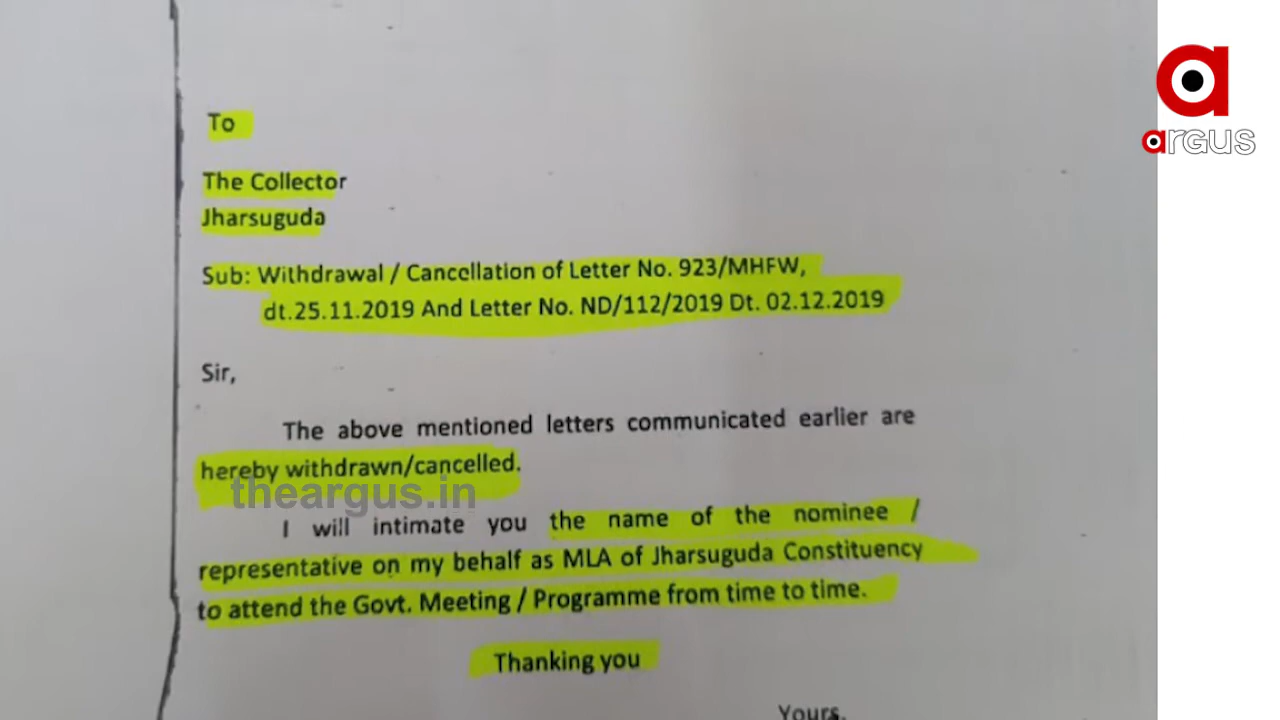 argus
To
The Collector
Jharsuguda
Sub: Withdrawal / Cancellation of Letter No. 923/MHFW,
dt.25.11.2019 And Letter No. ND/112/2019 Dt. 02.12.2019
Sir,
The above mentioned letters communicated earlier are
hereby withdrawn/cancelled.
theargus.in
I will intimate you the name of the nominee /
representative on my behalf as MLA of Jharsuguda Constituency
to attend the Govt. Meeting / Programme from time to time.
Thanking you
Yours,